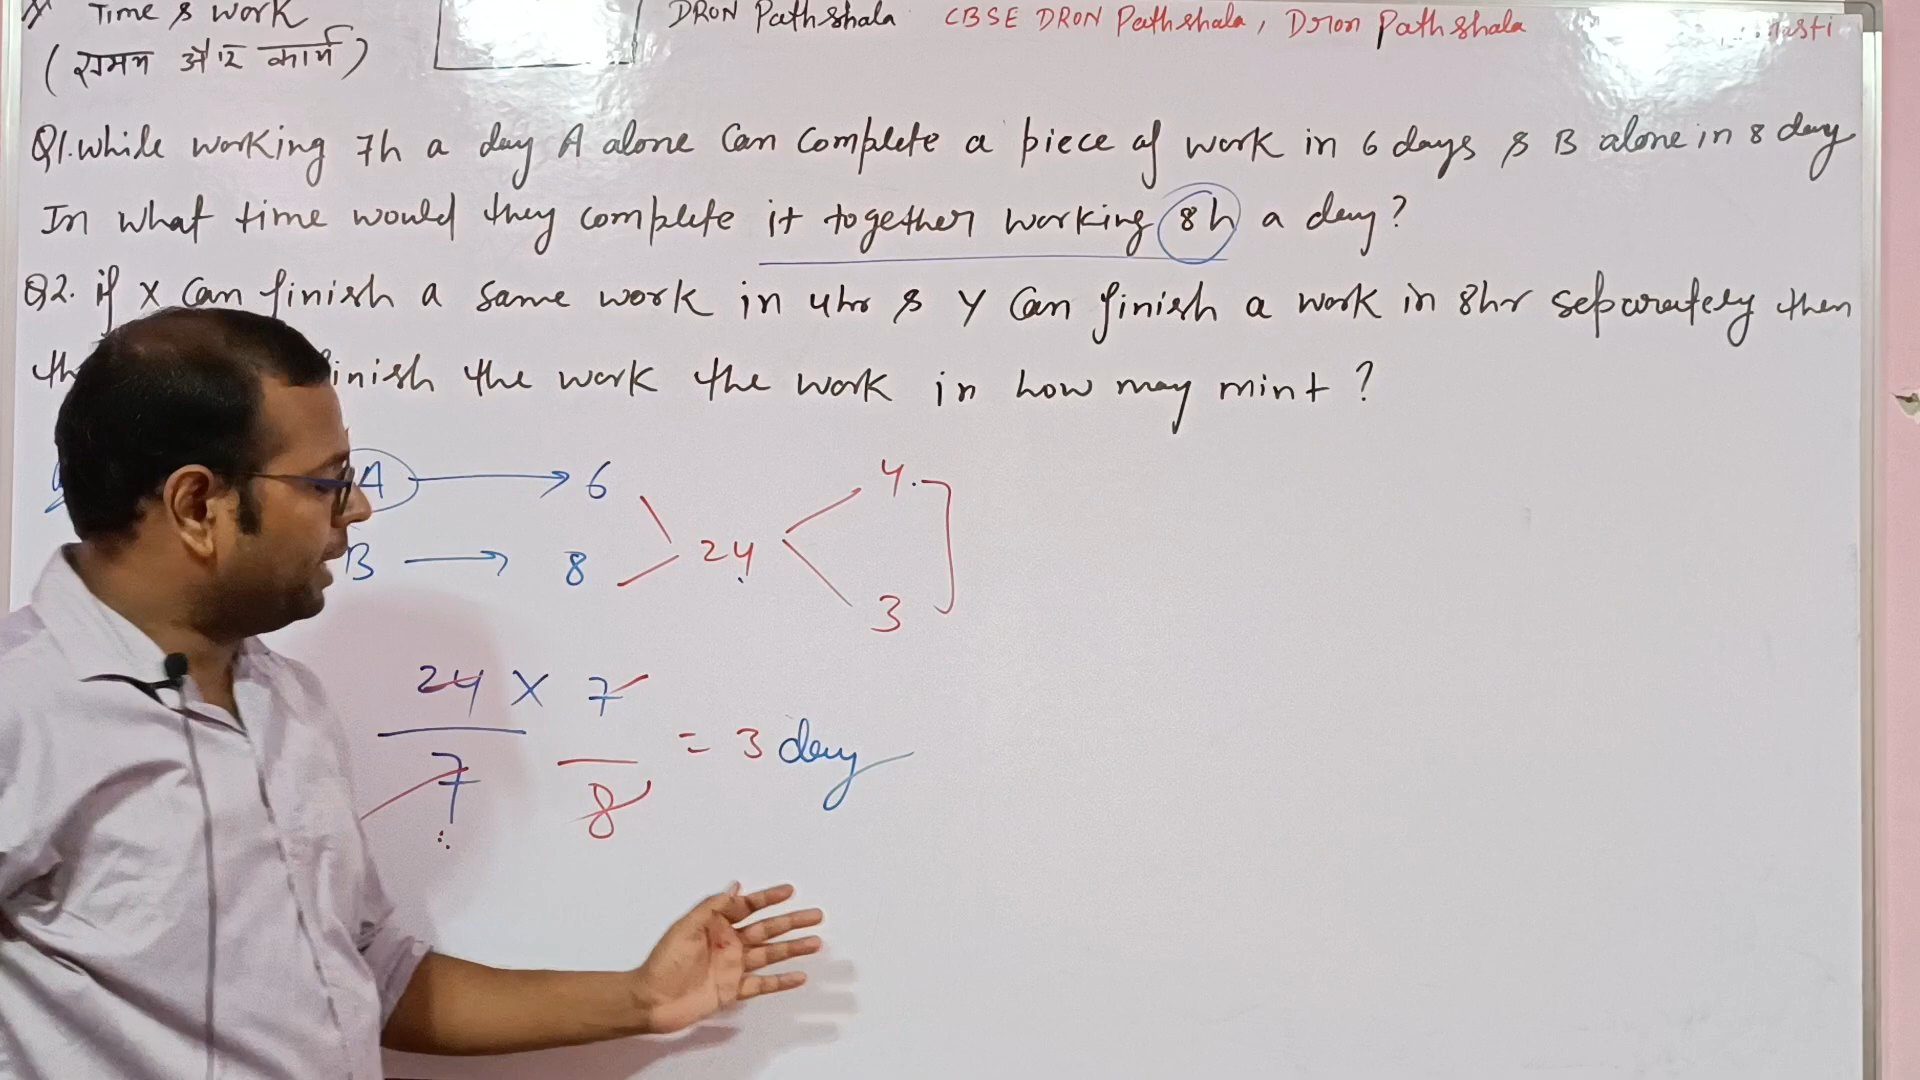 Time & work
(समय और कार्य)
DRON Pathshala CBSE DRON Pathshala, Dron Pathshala
Q1. While working 7h a day A alone Can Complete a piece of work in 6 days & B alone in 8 day
In what time would they complete it together working 8h a day?
Q2. if X Can finish a same work in 4hr & Y Can finish a work in 8hr separately then
finish the work the work in how may mint?
A → 6
B → 8
24
4
3
24 × 7
7 8
= 3 day